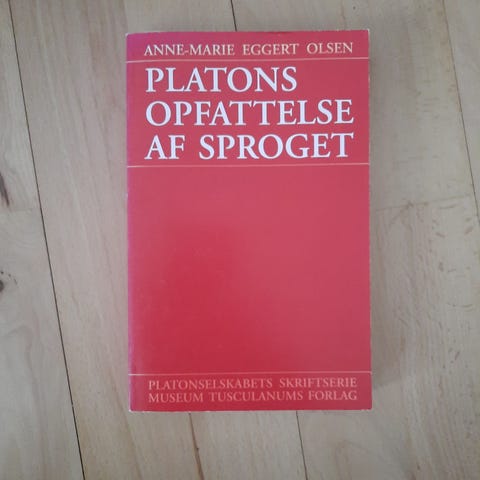 ANNE-MARIE EGGERT OLSEN
PLATONS
OPFATTELSE
AF SPROGET
PLATONSELSKABETS SKRIFTSERIE
MUSEUM TUSCULANUMS FORLAG